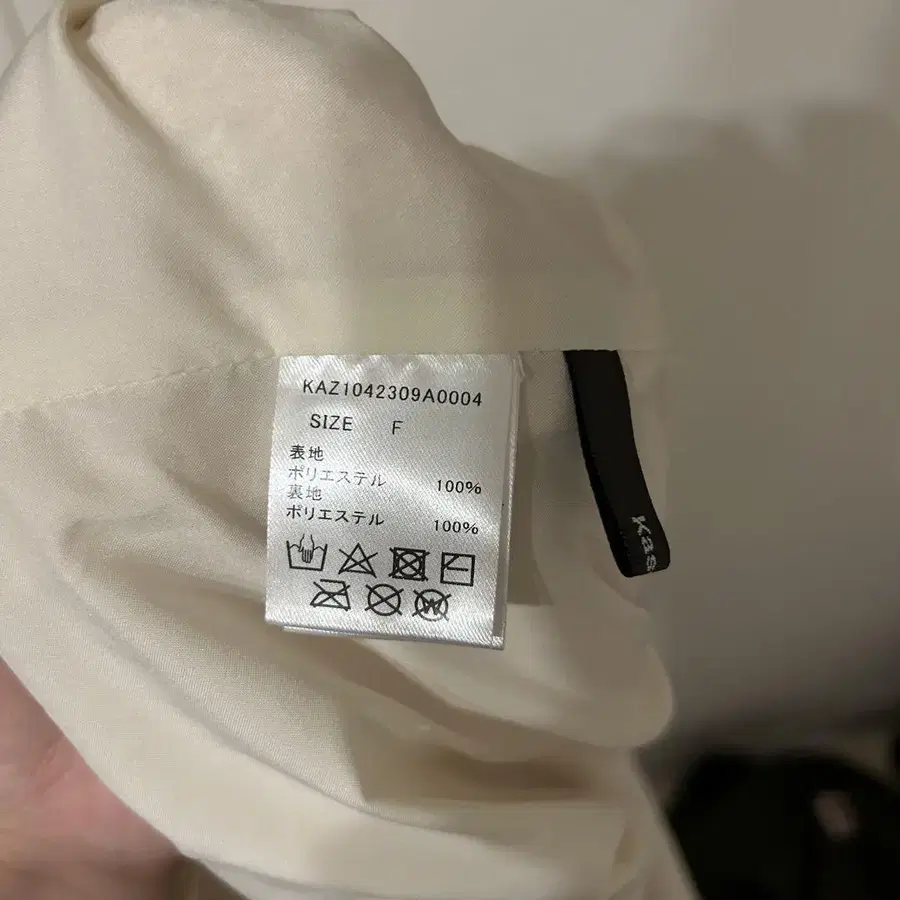 KAZ1042309A0004
SIZE F
表地
ポリエステル 100%
裏地
ポリエステル 100%
Kas